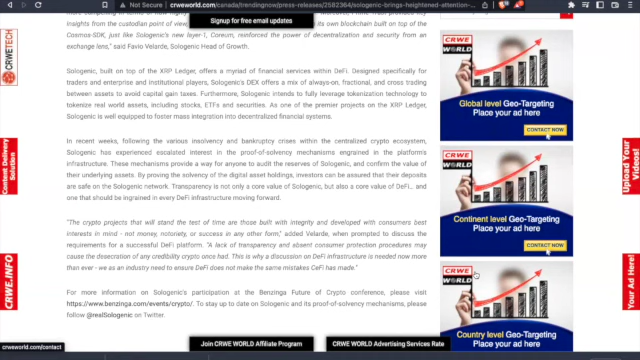 Not Secure | crweworld.com/canada/trendingnow/press-releases/2582364/sologenic-brings-heightened-attention-...
Signup for free email updates
insights from the custodian point of
its own blockchain built on top of the
Cosmos-SDK, just like Sologenic's new layer-1, Coreum, reinforced the power of decentralization and security from
an exchange lens," said Favio Velarde, Sologenic Head of Growth.
Sologenic, built on top of the XRP Ledger, offers a myriad of financial services within DeFi. Designed specifically for
traders and enterprise and institutional players, Sologenic's DEX offers a mix of always-on, fractional, and cross trading
between assets to avoid capital gain taxes. Furthermore, Sologenic intends to fully leverage tokenization technology to
tokenize real world assets, including stocks, ETFs and securities. As one of the premier projects on the XRP Ledger,
Sologenic is well equipped to foster mass integration into decentralized financial systems.
In recent weeks, following the various insolvency and bankruptcy crises within the centralized crypto ecosystem,
Sologenic has experienced escalated interest in the proof-of-solvency mechanisms engrained in the platform's
infrastructure. These mechanisms provide a way for anyone to audit the reserves of Sologenic, and confirm the value of
their underlying assets. By proving the solvency of the digital asset holdings, investors can be assured that their deposits
are safe on the Sologenic network. Transparency is not only a core value of Sologenic, but also a core value of DeFi... and
one that should be ingrained in every DeFi infrastructure moving forward.
"The crypto projects that will stand the test of time are those built with integrity and developed with consumers best
interests in mind - not money, notoriety, or success in any other form," added Velarde, when prompted to discuss the
requirements for a successful DeFi platform. "A lack of transparency and absent consumer protection procedures may
cause the desecration of any credibility crypto once had. This is why a discussion on DeFi infrastructure is needed now more
than ever – we as an industry need to ensure DeFi does not make the same mistakes CeFi has made."
For more information on Sologenic's participation at the Benzinga Future of Crypto conference, please visit
https://www.benzinga.com/events/crypto/. To stay up to date on Sologenic and its proof-of-solvency mechanisms, please
follow @realSologenic on Twitter.
Join CRWE WORLD Affiliate Program
CRWE WORLD Advertising Services Rate
crweworld.com/contact
CRWETECH
Content Delivery
Solution
CRWE.INFO
CRWE
WORLD
Global level Geo-Targeting
Place your ad here
CONTACT NOW
CRWE
WORLD
Continent level Geo-Targeting
Place your ad here
CONTACT NOW
CRWE
WORLD
Country level Geo-Targeting
Place your ad here
Upload Your
Videos!
Your Ad Here!